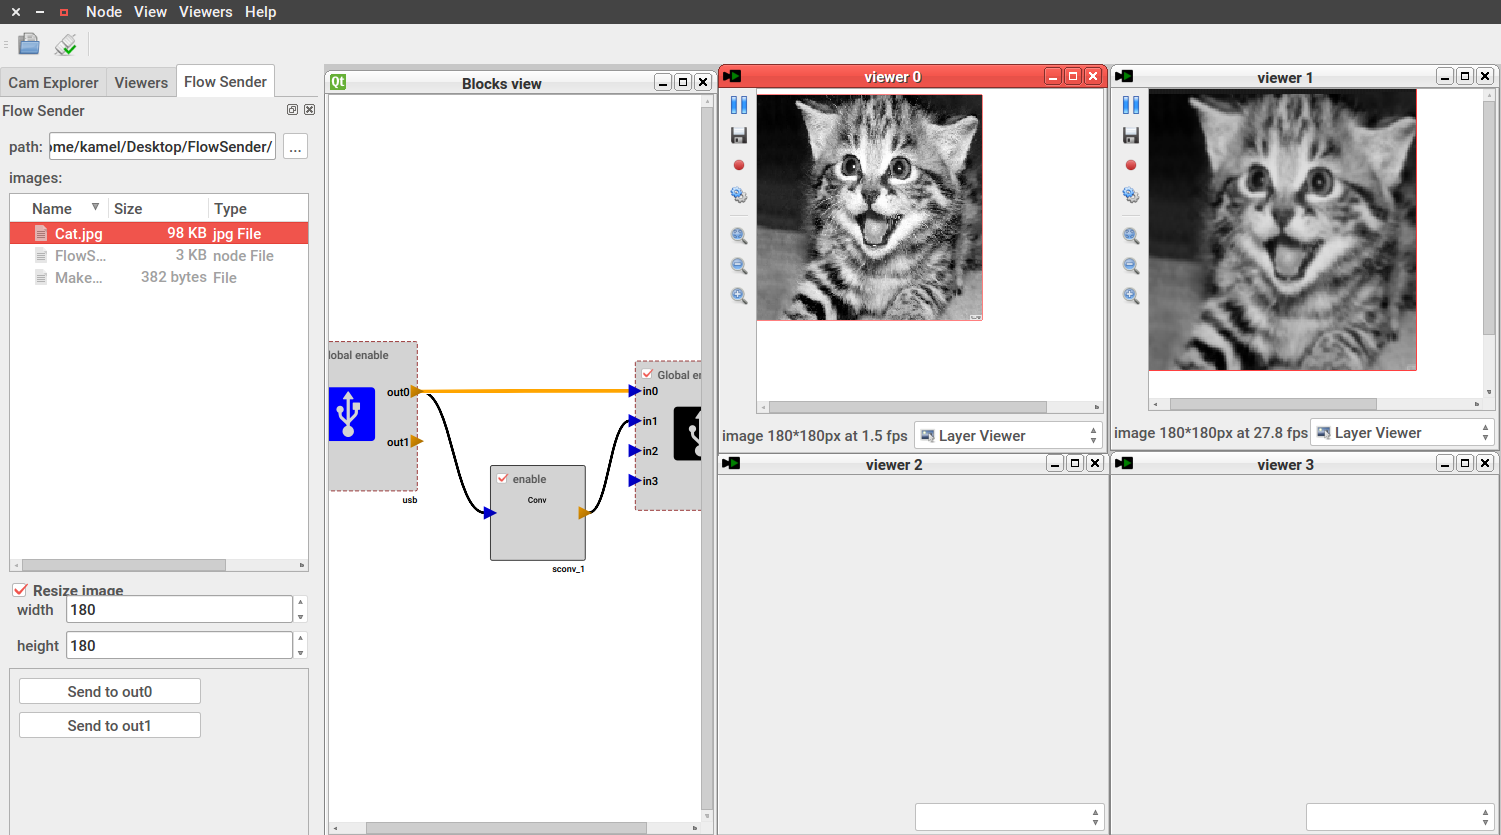 Node View Viewers Help
Cam Explorer Viewers Flow Sender
Flow Sender
path: ome/kamel/Desktop/FlowSender/ ...
images:
Name Size Type
Cat.jpg 98 KB jpg File
FlowS... 3 KB node File
Make... 382 bytes File
Resize image
width 180
height 180
Send to out0
Send to out1
Qt Blocks view
lobal enable
out0
out1
usb
enable
Conv
sconv_1
Global en
in0
in1
in2
in3
viewer 0
image 180*180px at 1.5 fps Layer Viewer
viewer 1
image 180*180px at 27.8 fps Layer Viewer
viewer 2
viewer 3